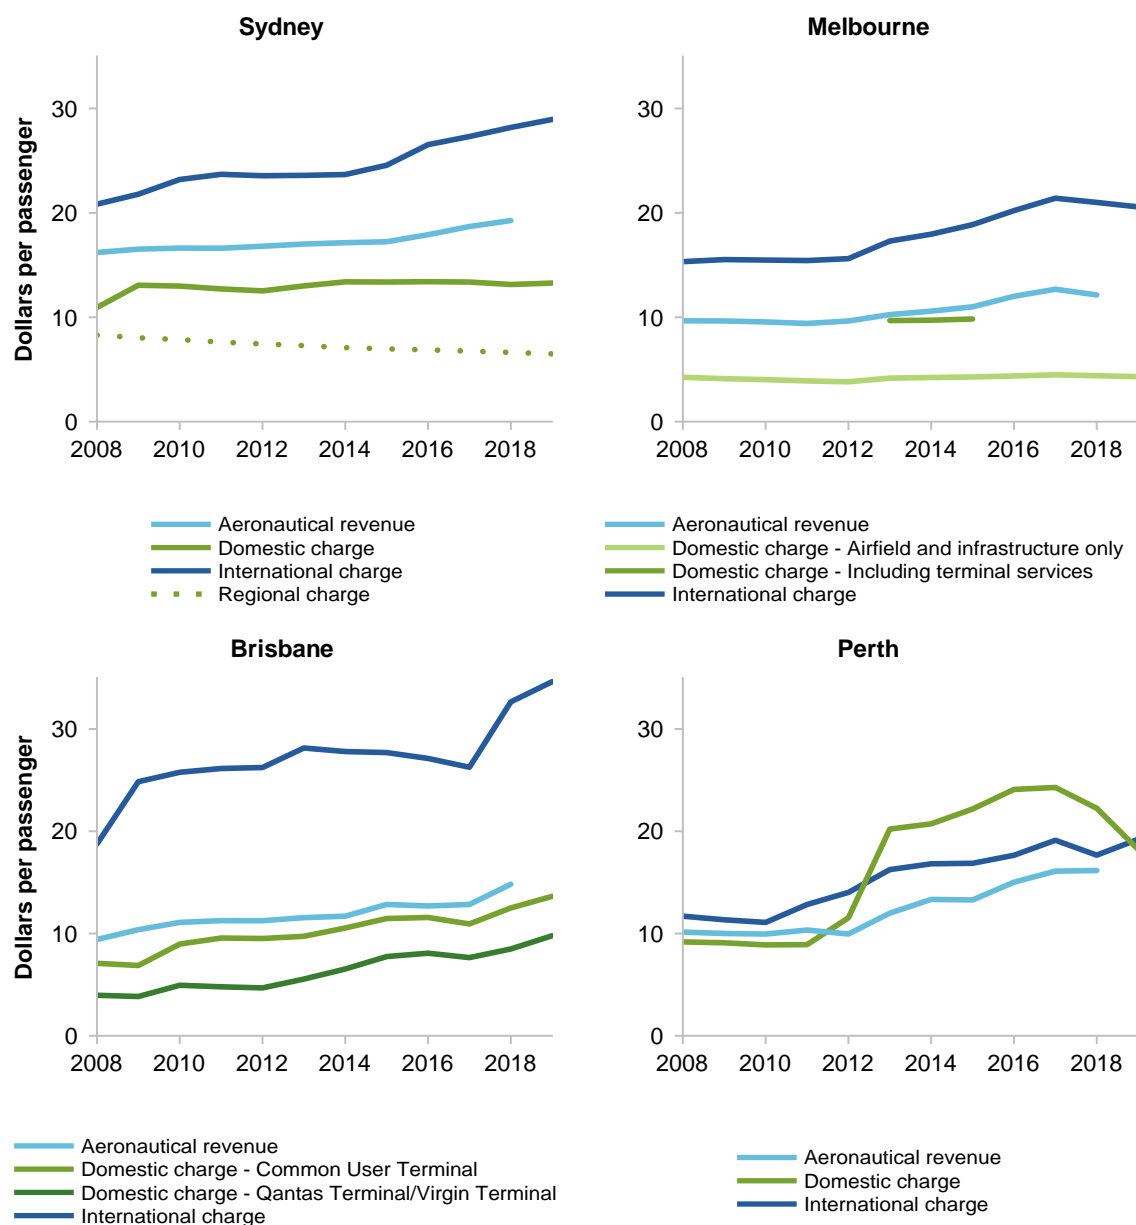 Sydney
Dollars per passenger
30
20
10
0
2008 2010 2012 2014 2016 2018
Aeronautical revenue
Domestic charge
International charge
Regional charge
Melbourne
30
20
10
0
2008 2010 2012 2014 2016 2018
Aeronautical revenue
Domestic charge - Airfield and infrastructure only
Domestic charge - Including terminal services
International charge
Brisbane
Dollars per passenger
30
20
10
0
2008 2010 2012 2014 2016 2018
Aeronautical revenue
Domestic charge - Common User Terminal
Domestic charge - Qantas Terminal/Virgin Terminal
International charge
Perth
30
20
10
0
2008 2010 2012 2014 2016 2018
Aeronautical revenue
Domestic charge
International charge